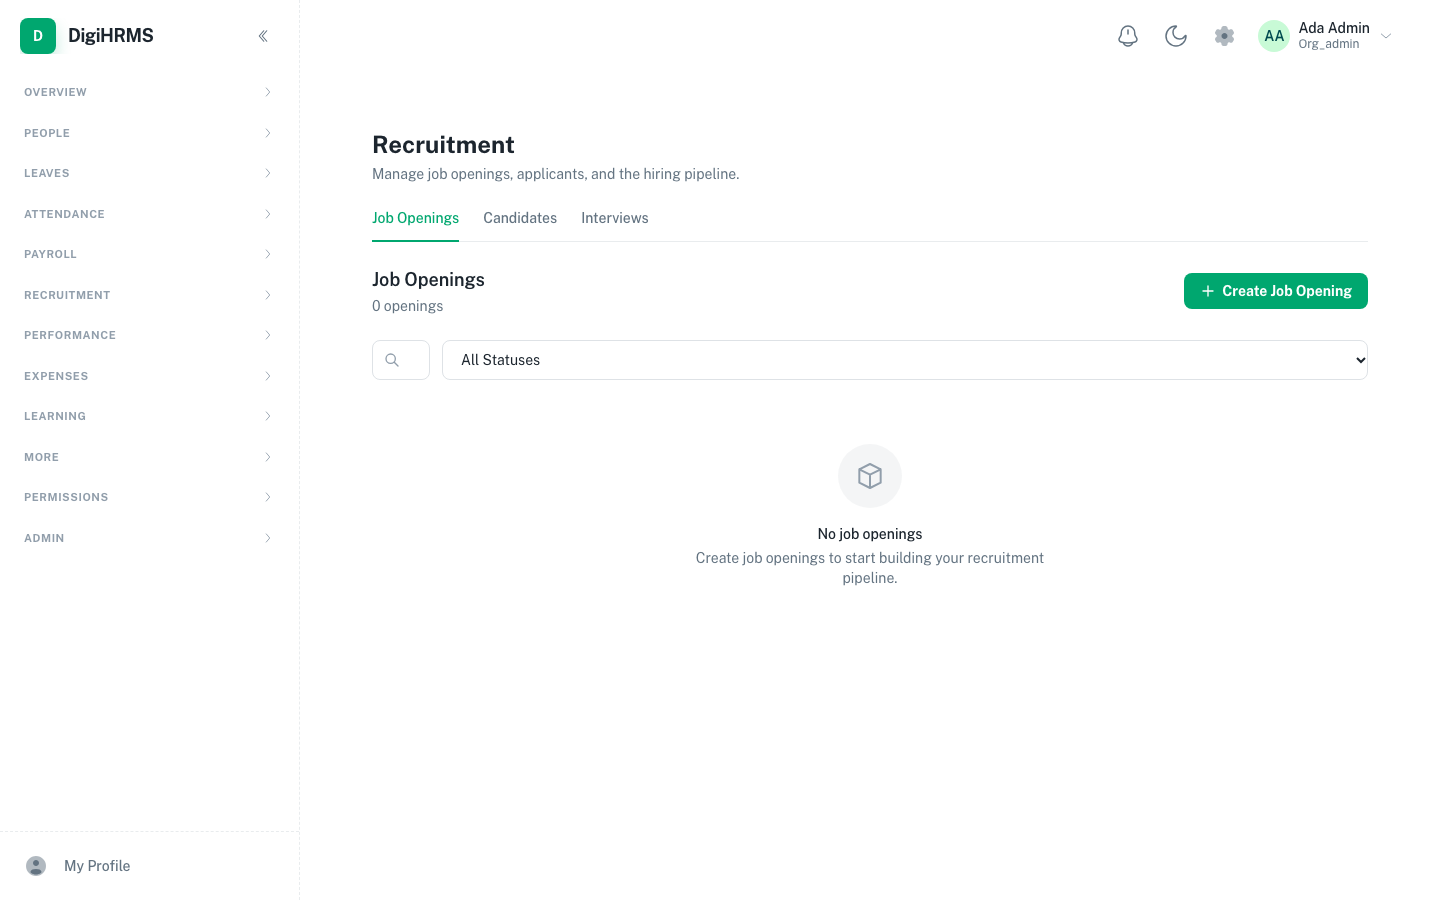 D
DigiHRMS
OVERVIEW
PEOPLE
LEAVES
ATTENDANCE
PAYROLL
RECRUITMENT
PERFORMANCE
EXPENSES
LEARNING
MORE
PERMISSIONS
ADMIN
My Profile
AA
Ada Admin
Org_admin
Recruitment
Manage job openings, applicants, and the hiring pipeline.
Job Openings
Candidates
Interviews
Job Openings
0 openings
Create Job Opening
All Statuses
No job openings
Create job openings to start building your recruitment
pipeline.